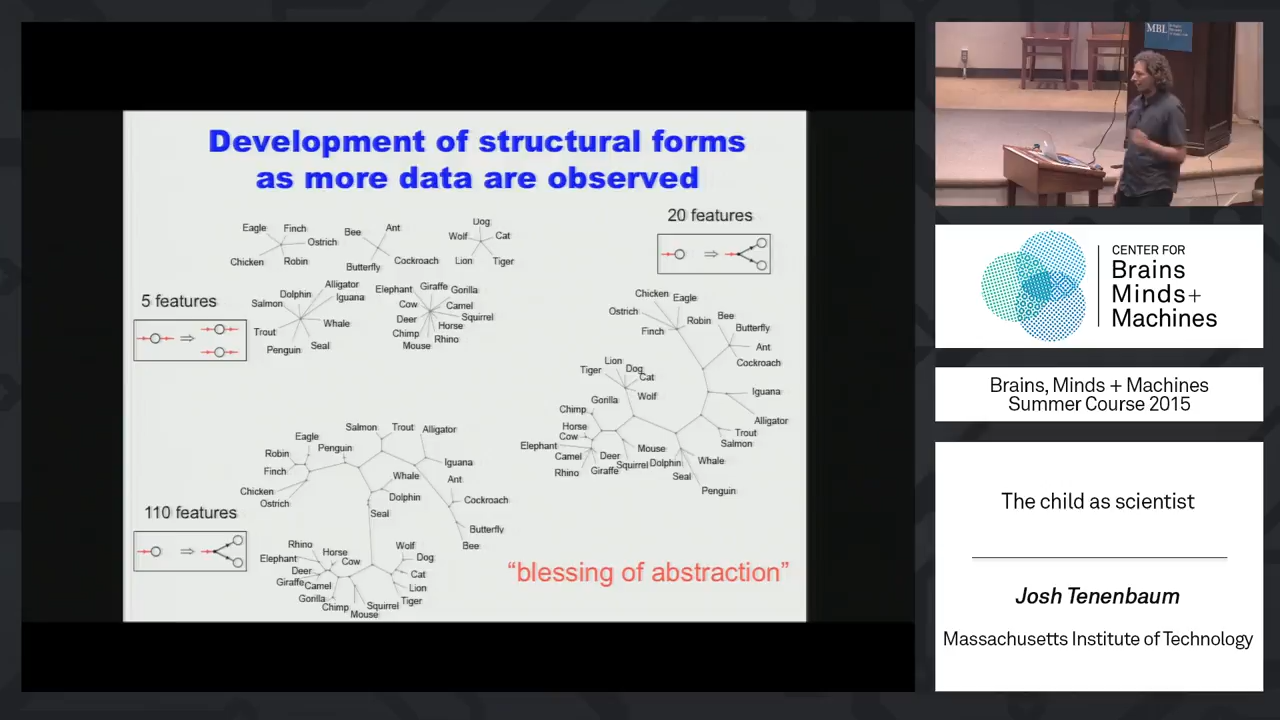 Development of structural forms
as more data are observed
5 features
Eagle
Finch
Ostrich
Chicken
Robin
Bee
Ant
Butterfly
Cockroach
Dog
Wolf
Cat
Lion
Tiger
Alligator
Dolphin
Iguana
Salmon
Whale
Trout
Penguin
Seal
Elephant
Giraffe
Gorilla
Cow
Camel
Deer
Squirrel
Horse
Chimp
Rhino
Mouse
20 features
Chicken
Eagle
Ostrich
Robin
Bee
Finch
Butterfly
Ant
Cockroach
Lion
Tiger
Dog
Cat
Wolf
Iguana
Gorilla
Chimp
Alligator
Horse
Cow
Trout
Salmon
Elephant
Mouse
Camel
Deer
Squirrel
Dolphin
Whale
Rhino
Giraffe
Seal
Penguin
110 features
Salmon
Trout
Alligator
Eagle
Penguin
Robin
Iguana
Finch
Whale
Ant
Chicken
Dolphin
Cockroach
Ostrich
Seal
Butterfly
Bee
Rhino
Horse
Wolf
Elephant
Cow
Dog
Deer
Cat
Giraffe
Camel
Lion
Gorilla
Tiger
Chimp
Squirrel
Mouse
“blessing of abstraction”
MBL
CENTER FOR
Brains
Minds+
Machines
Brains, Minds + Machines
Summer Course 2015
The child as scientist
Josh Tenenbaum
Massachusetts Institute of Technology